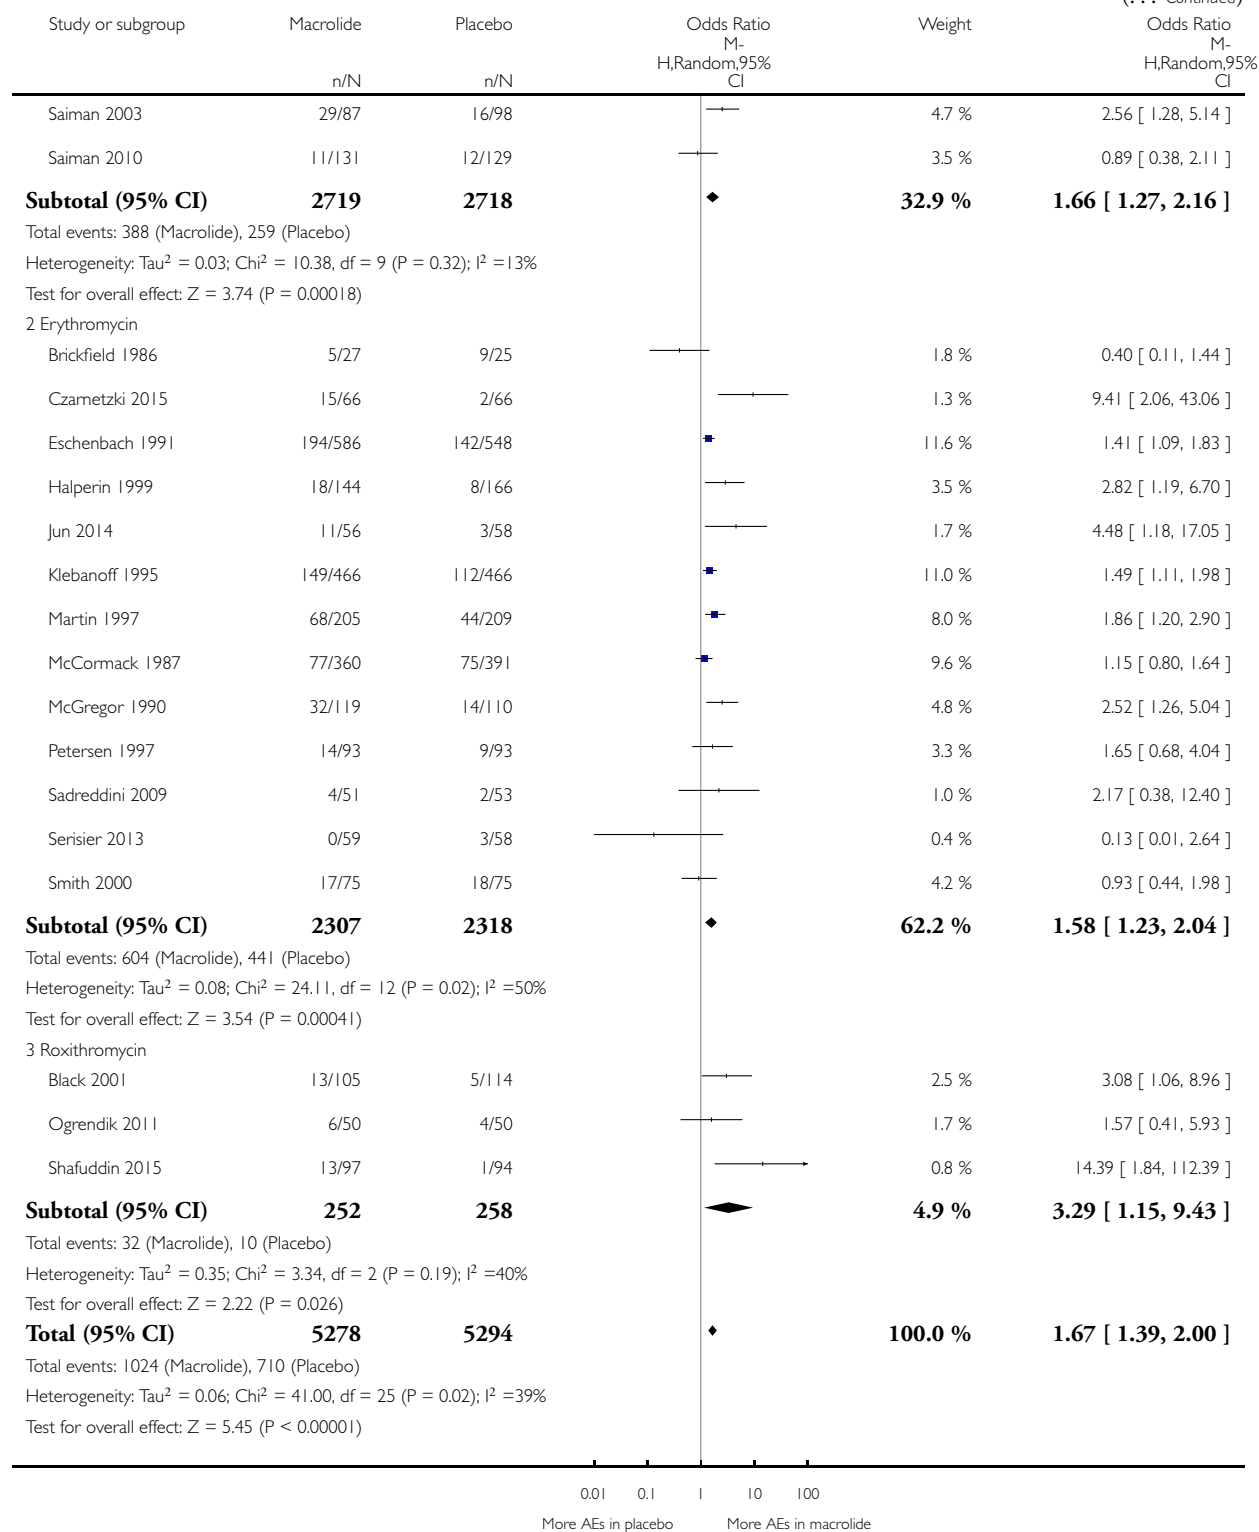 (. . . Continued)
Study or subgroup Macrolide Placebo Odds Ratio Weight Odds Ratio
M- M-
H,Random,95% H,Random,95%
n/N n/N CI CI
Saiman 2003 29/87 16/98 4.7 % 2.56 [ 1.28, 5.14 ]
Saiman 2010 11/131 12/129 3.5 % 0.89 [ 0.38, 2.11 ]
Subtotal (95% CI) 2719 2718 32.9 % 1.66 [ 1.27, 2.16 ]
Total events: 388 (Macrolide), 259 (Placebo)
Heterogeneity: Tau² = 0.03; Chi² = 10.38, df = 9 (P = 0.32); I² =13%
Test for overall effect: Z = 3.74 (P = 0.00018)
2 Erythromycin
Brickfield 1986 5/27 9/25 1.8 % 0.40 [ 0.11, 1.44 ]
Czarnetzki 2015 15/66 2/66 1.3 % 9.41 [ 2.06, 43.06 ]
Eschenbach 1991 194/586 142/548 11.6 % 1.41 [ 1.09, 1.83 ]
Halperin 1999 18/144 8/166 3.5 % 2.82 [ 1.19, 6.70 ]
Jun 2014 11/56 3/58 1.7 % 4.48 [ 1.18, 17.05 ]
Klebanoff 1995 149/466 112/466 11.0 % 1.49 [ 1.11, 1.98 ]
Martin 1997 68/205 44/209 8.0 % 1.86 [ 1.20, 2.90 ]
McCormack 1987 77/360 75/391 9.6 % 1.15 [ 0.80, 1.64 ]
McGregor 1990 32/119 14/110 4.8 % 2.52 [ 1.26, 5.04 ]
Petersen 1997 14/93 9/93 3.3 % 1.65 [ 0.68, 4.04 ]
Sadreddini 2009 4/51 2/53 1.0 % 2.17 [ 0.38, 12.40 ]
Serisier 2013 0/59 3/58 0.4 % 0.13 [ 0.01, 2.64 ]
Smith 2000 17/75 18/75 4.2 % 0.93 [ 0.44, 1.98 ]
Subtotal (95% CI) 2307 2318 62.2 % 1.58 [ 1.23, 2.04 ]
Total events: 604 (Macrolide), 441 (Placebo)
Heterogeneity: Tau² = 0.08; Chi² = 24.11, df = 12 (P = 0.02); I² =50%
Test for overall effect: Z = 3.54 (P = 0.00041)
3 Roxithromycin
Black 2001 13/105 5/114 2.5 % 3.08 [ 1.06, 8.96 ]
Ogrendik 2011 6/50 4/50 1.7 % 1.57 [ 0.41, 5.93 ]
Shafuddin 2015 13/97 1/94 0.8 % 14.39 [ 1.84, 112.39 ]
Subtotal (95% CI) 252 258 4.9 % 3.29 [ 1.15, 9.43 ]
Total events: 32 (Macrolide), 10 (Placebo)
Heterogeneity: Tau² = 0.35; Chi² = 3.34, df = 2 (P = 0.19); I² =40%
Test for overall effect: Z = 2.22 (P = 0.026)
Total (95% CI) 5278 5294 100.0 % 1.67 [ 1.39, 2.00 ]
Total events: 1024 (Macrolide), 710 (Placebo)
Heterogeneity: Tau² = 0.06; Chi² = 41.00, df = 25 (P = 0.02); I² =39%
Test for overall effect: Z = 5.45 (P < 0.00001)
0.01 0.1 1 10 100
More AEs in placebo More AEs in macrolide